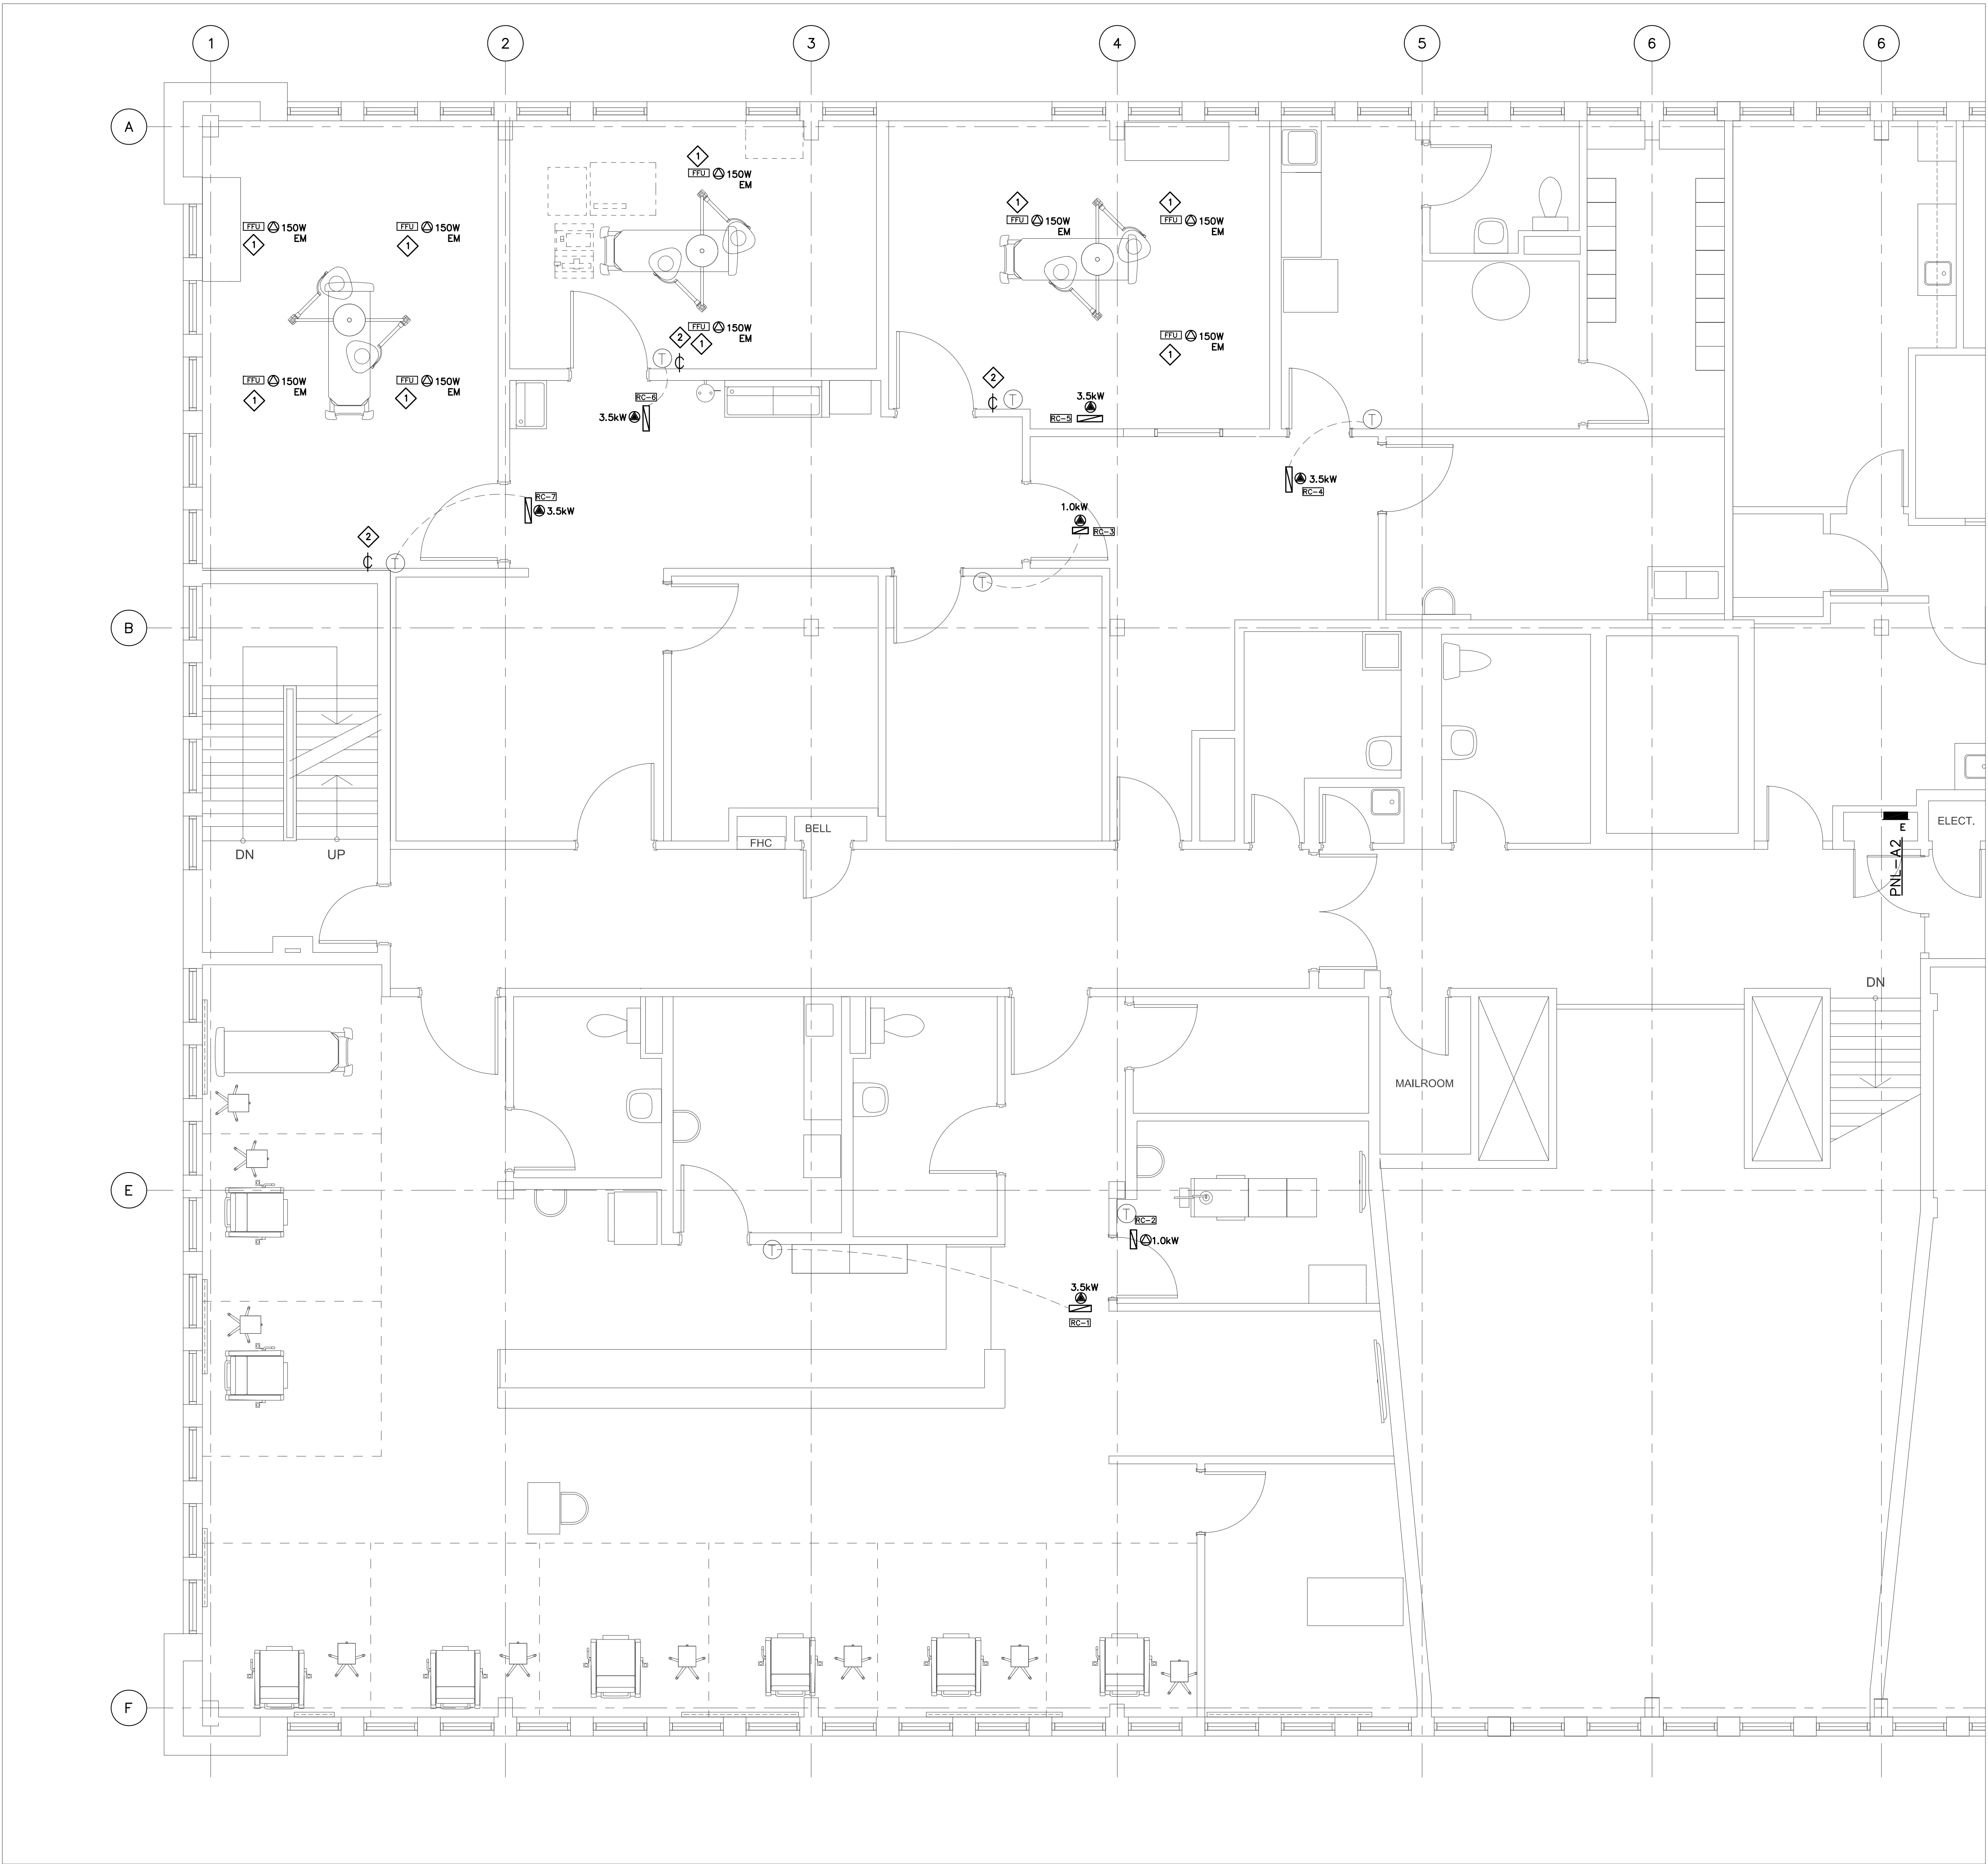 1 2 3 4 5 6 6
A
1
FFU 150W
EM
1
FFU 150W
EM
1
FFU 150W
EM
1
FFU 150W
EM
FFU 150W
EM
1
FFU 150W
EM
1
2
FFU 150W
EM
1
T
FFU 150W
EM
1
FFU 150W
EM
1
FFU 150W
EM
1
RC-6
3.5kW
2
T
3.5kW
RC-5
T
RC-7
3.5kW
3.5kW
RC-4
1.0kW
RC-3
2
T
T
B
BELL
FHC
ELECT.
E
PNL-A2
DN
UP
DN
MAILROOM
E
T
RC-2
1.0kW
T
3.5kW
RC-1
F